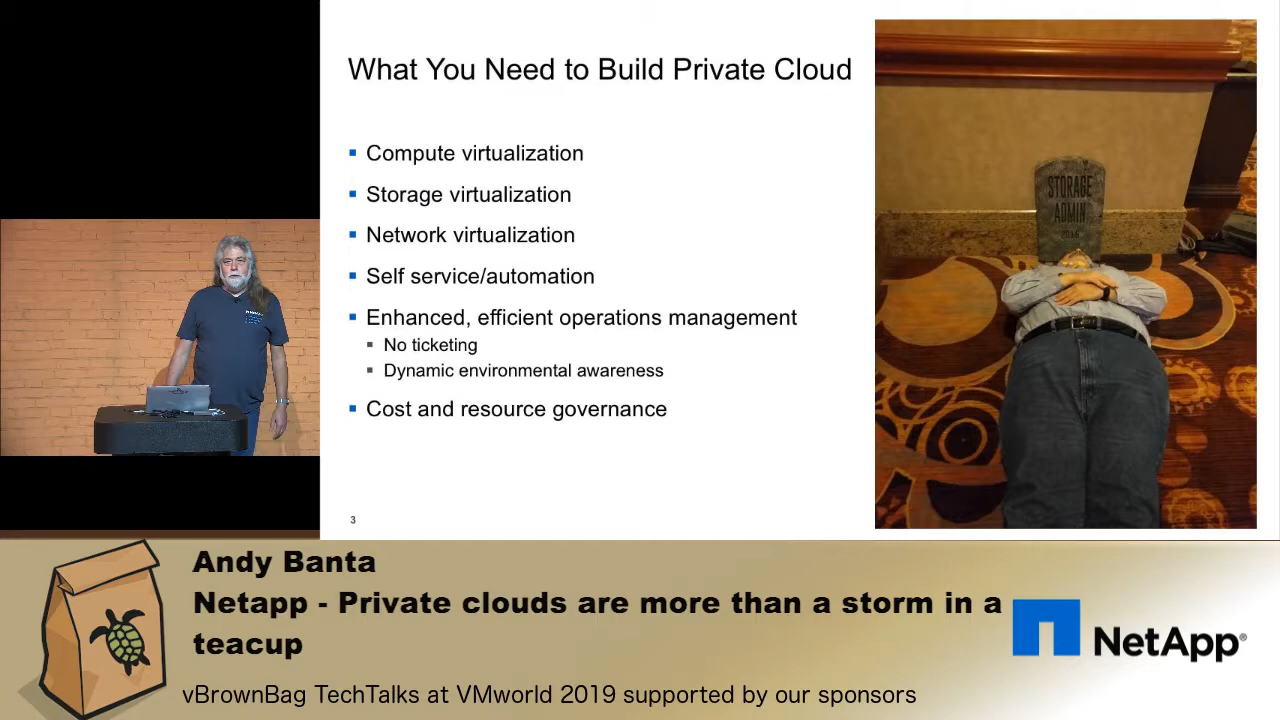 What You Need to Build Private Cloud
Compute virtualization
Storage virtualization
Network virtualization
Self service/automation
Enhanced, efficient operations management
No ticketing
Dynamic environmental awareness
Cost and resource governance
3
STORAGE
ADMIN
2016
Andy Banta
Netapp - Private clouds are more than a storm in a
teacup
NetApp®
vBrownBag TechTalks at VMworld 2019 supported by our sponsors